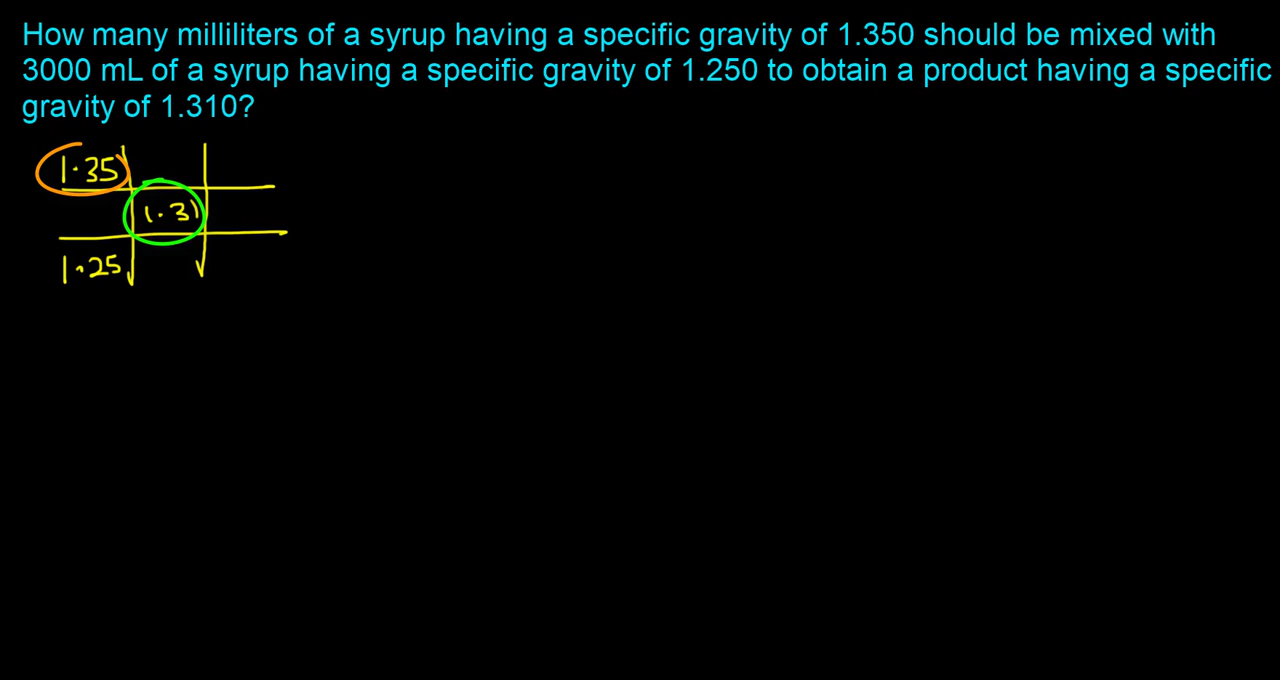 How many milliliters of a syrup having a specific gravity of 1.350 should be mixed with
3000 mL of a syrup having a specific gravity of 1.250 to obtain a product having a specific
gravity of 1.310?
1.35
1.31
1.25